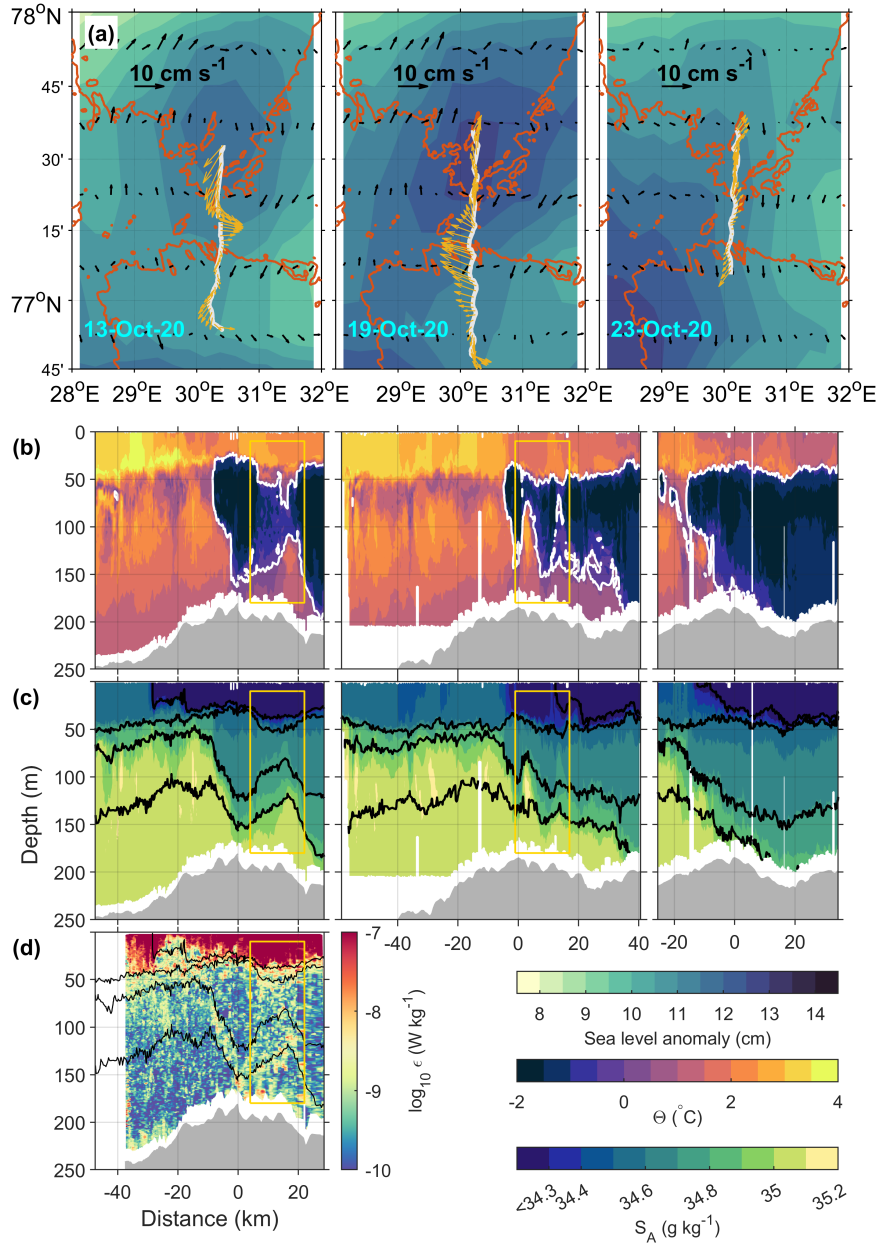 78°N
(a)
10 cm s-1
10 cm s-1
10 cm s-1
45'
30'
15'
77°N
13-Oct-20
19-Oct-20
23-Oct-20
45'
28°E 29°E 30°E 31°E 32°E
29°E 30°E 31°E 32°E
29°E 30°E 31°E 32°E
(b)
0
50
100
150
200
250
(c)
50
100
150
200
250
Depth (m)
-40 -20 0 20 40
-20 0 20
(d)
50
100
150
200
250
-40 -20 0 20
Distance (km)
-7
-8
-9
-10
log10 ϵ (W kg-1)
8 9 10 11 12 13 14
Sea level anomaly (cm)
-2 0 2 4
Θ (°C)
<34.3 34.4 34.6 34.8 35 35.2
SA (g kg-1)